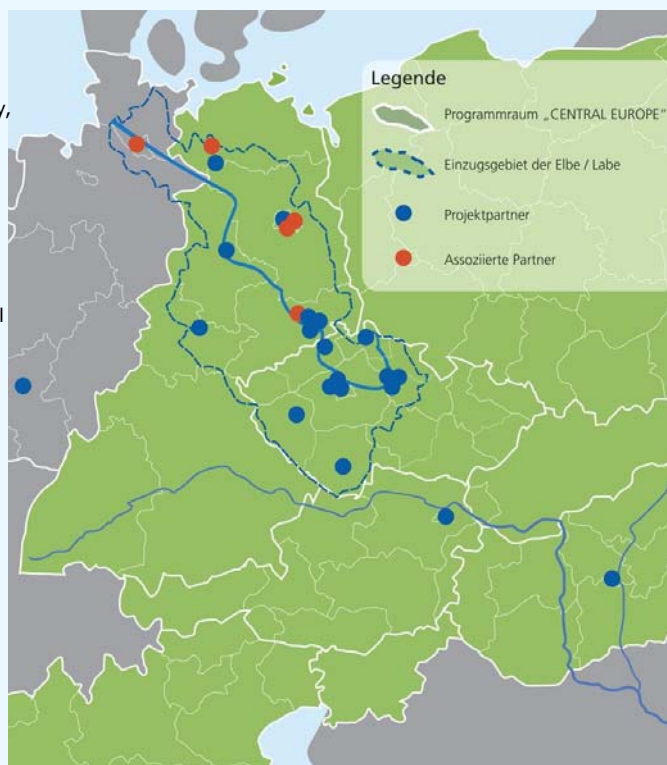 y,
l
Legende
Programmraum „CENTRAL EUROPE”
Einzugsgebiet der Elbe / Labe
Projektpartner
Assoziierte Partner